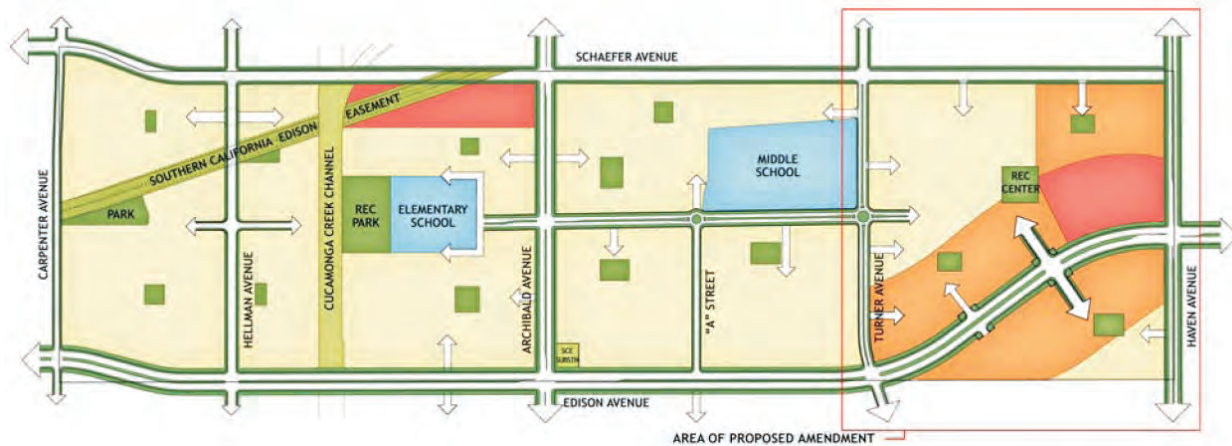 SCHAEFER AVENUE
SOUTHERN CALIFORNIA EDISON EASEMENT
MIDDLE
SCHOOL
REC
CENTER
PARK
REC
PARK
ELEMENTARY
SCHOOL
CARPENTER AVENUE
HELLMAN AVENUE
CUCAMONGA CREEK CHANNEL
ARCHIBALD AVENUE
"A" STREET
TURNER AVENUE
HAVEN AVENUE
SCE
SUBSTN
EDISON AVENUE
AREA OF PROPOSED AMENDMENT